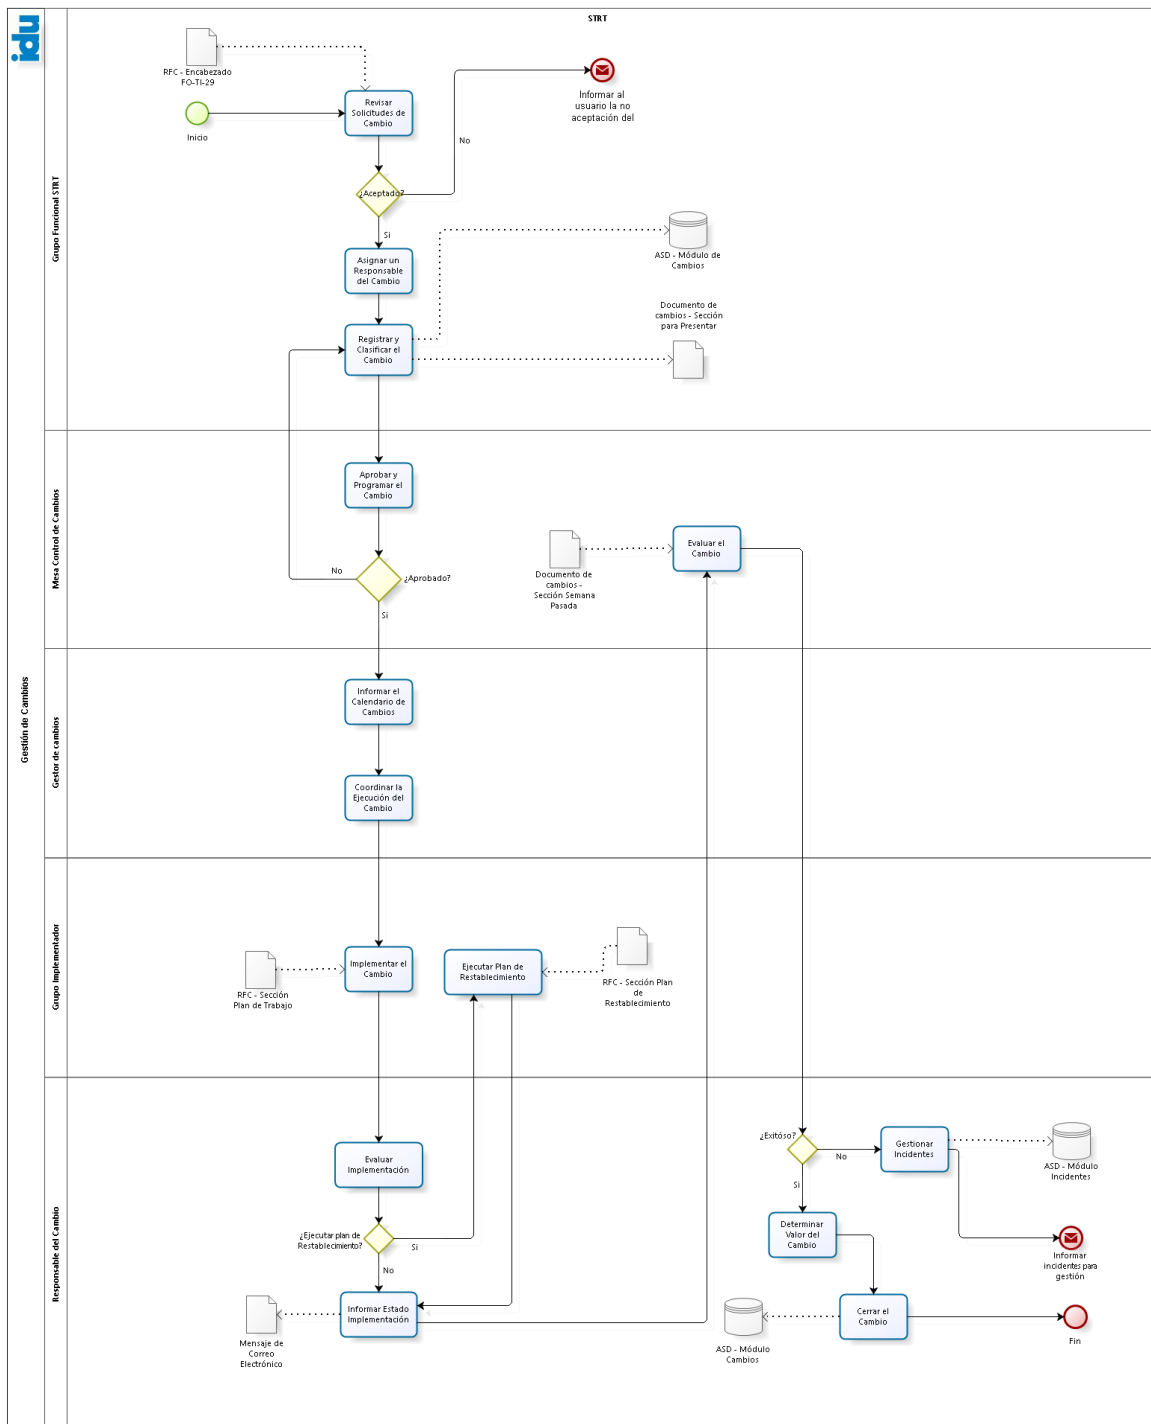 idu
STRT
Gestión de Cambios
Grupo Funcional STRT
RFC - Encabezado
FO-TI-29
Inicio
Revisar
Solicitudes de
Cambio
Informar al
usuario la no
aceptación del
No
¿Aceptado?
Si
Asignar un
Responsable
del Cambio
ASD - Módulo de
Cambios
Registrar y
Clasificar el
Cambio
Documento de
cambios - Sección
para Presentar
Mesa Control de Cambios
Aprobar y
Programar el
Cambio
No
¿Aprobado?
Si
Documento de
cambios -
Sección Semana
Pasada
Evaluar el
Cambio
Gestor de cambios
Informar el
Calendario de
Cambios
Coordinar la
Ejecución del
Cambio
Grupo Implementador
RFC - Sección
Plan de Trabajo
Implementar el
Cambio
Ejecutar Plan de
Restablecimiento
RFC - Sección Plan
de
Restablecimiento
Responsable del Cambio
Evaluar
Implementación
¿Ejecutar plan de
Restablecimiento?
Si
No
Informar Estado
Implementación
Mensaje de
Correo
Electrónico
¿Exitóso?
No
Si
Gestionar
Incidentes
ASD - Módulo
Incidentes
Determinar
Valor del
Cambio
Informar
incidentes para
gestión
Cerrar el
Cambio
ASD - Módulo
Cambios
Fin